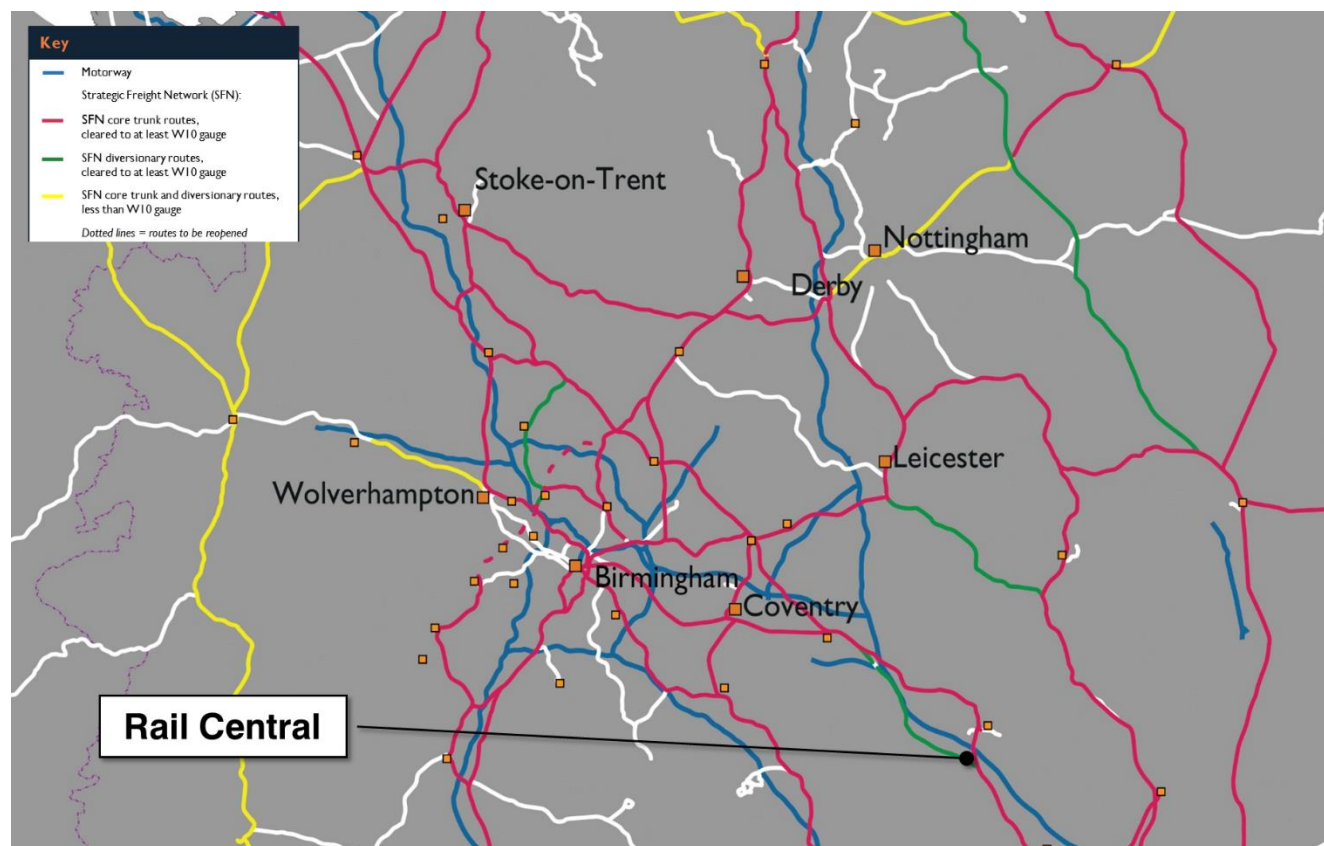 Key
Motorway
Strategic Freight Network (SFN):
SFN core trunk routes,
cleared to at least W10 gauge
SFN diversionary routes,
cleared to at least W10 gauge
SFN core trunk and diversionary routes,
less than W10 gauge
Dotted lines = routes to be reopened
Stoke-on-Trent
Nottingham
Derby
Leicester
Wolverhampton
Birmingham
Coventry
Rail Central